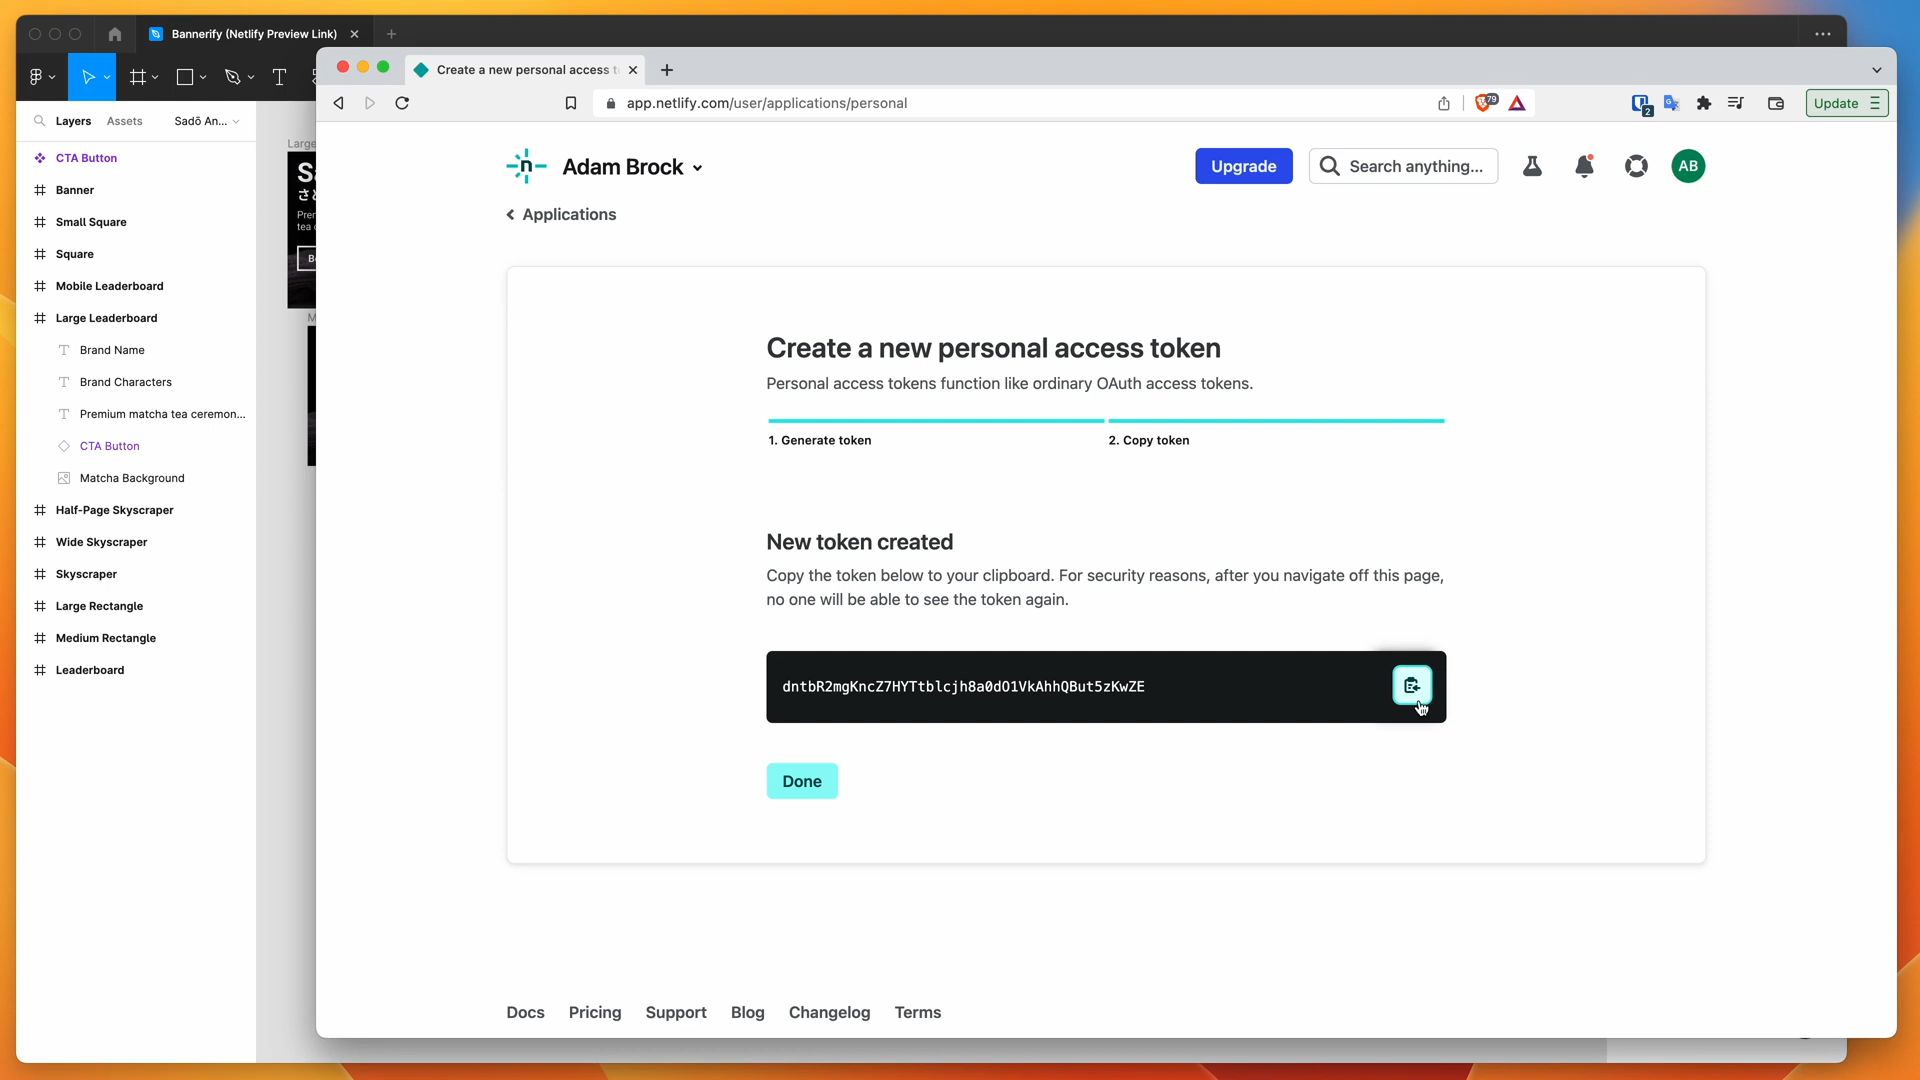 Bannerify (Netlify Preview Link)
Layers
Assets
Sadō An...
CTA Button
Banner
Small Square
Square
Mobile Leaderboard
Large Leaderboard
Brand Name
Brand Characters
Premium matcha tea ceremon...
CTA Button
Matcha Background
Half-Page Skyscraper
Wide Skyscraper
Skyscraper
Large Rectangle
Medium Rectangle
Leaderboard
Large
Create a new personal access t
app.netlify.com/user/applications/personal
79
2
Update
n
Adam Brock
Upgrade
Search anything...
AB
Applications
Create a new personal access token
Personal access tokens function like ordinary OAuth access tokens.
1. Generate token
2. Copy token
New token created
Copy the token below to your clipboard. For security reasons, after you navigate off this page,
no one will be able to see the token again.
dntbR2mgKncZ7HYTtblcjh8a0dO1VkAhhQBut5zKwZE
Done
Docs
Pricing
Support
Blog
Changelog
Terms